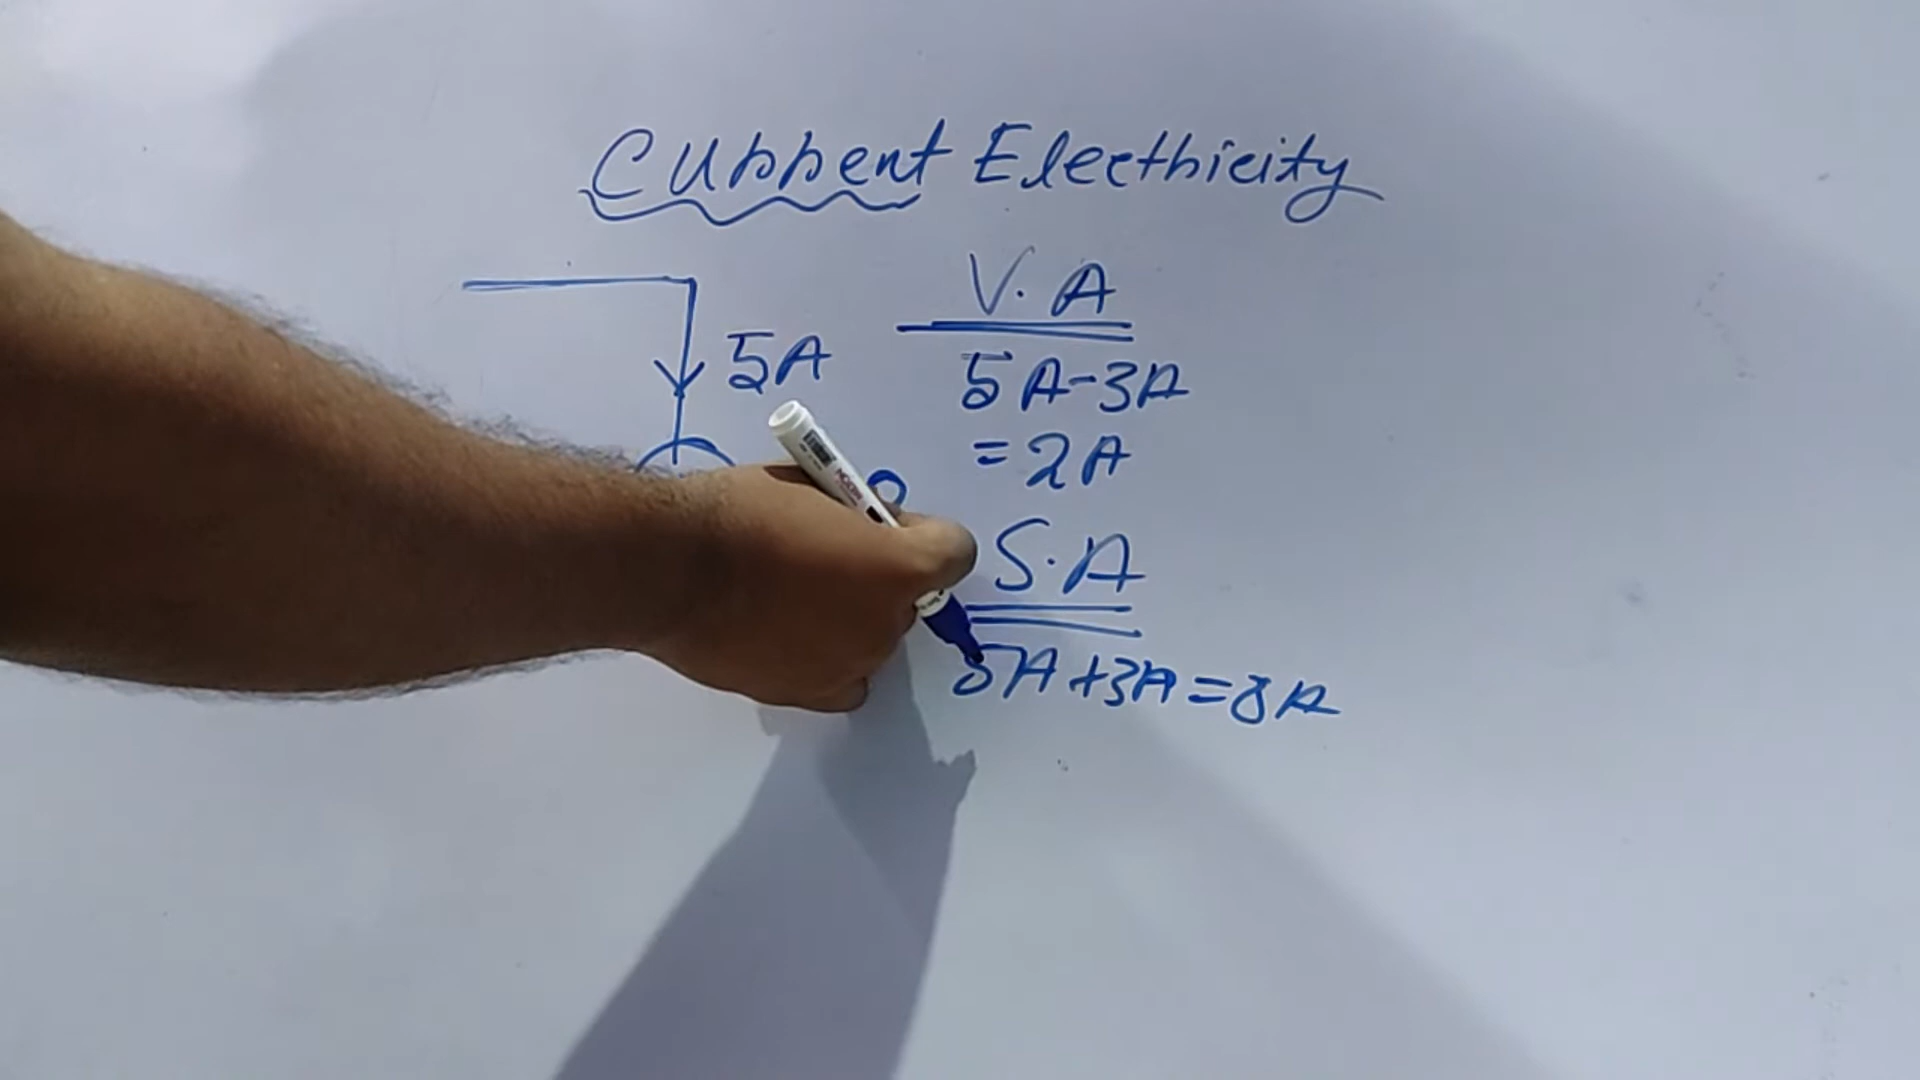 Current Electricity
V. A
5A
5A-3A
= 2A
S. A
5A +3A = 8A